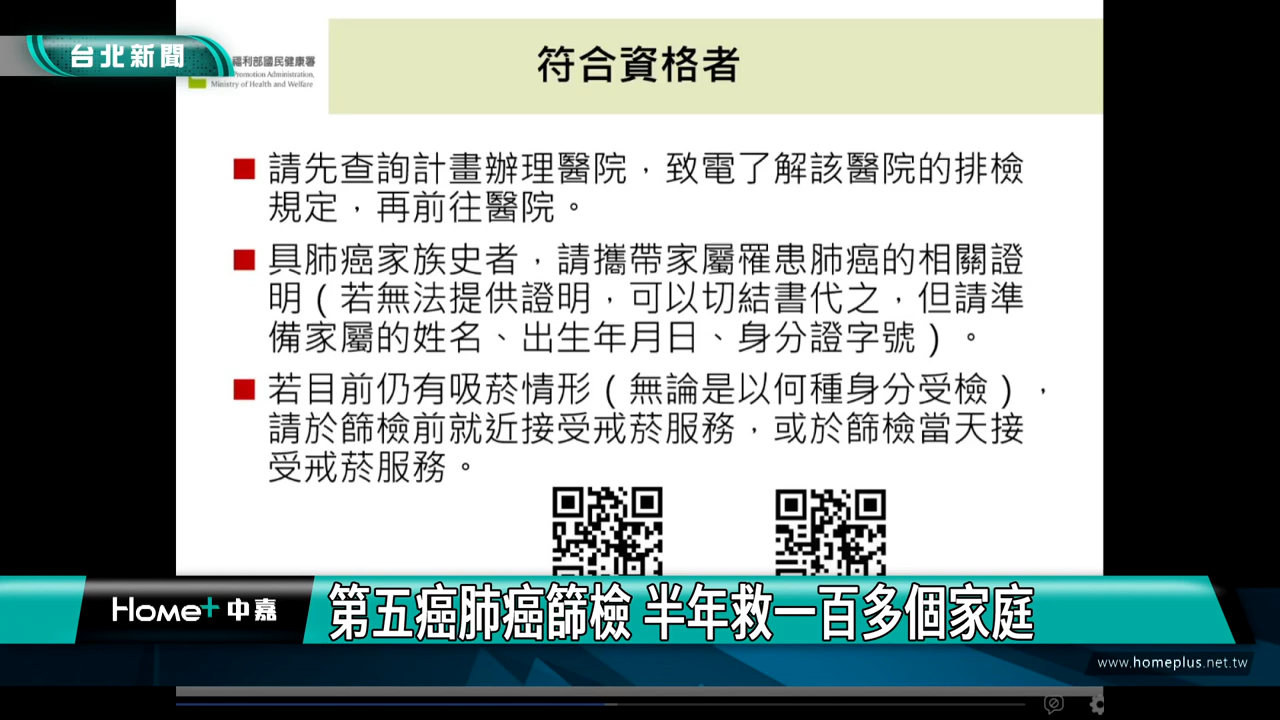 台北新聞
福利部國民健康署
Promotion Administration,
Ministry of Health and Welfare
符合資格者
請先查詢計畫辦理醫院，致電了解該醫院的排檢
規定，再前往醫院。
具肺癌家族史者，請攜帶家屬罹患肺癌的相關證
明（若無法提供證明，可以切結書代之，但請準
備家屬的姓名、出生年月日、身分證字號）。
若目前仍有吸菸情形（無論是以何種身分受檢），
請於篩檢前就近接受戒菸服務，或於篩檢當天接
受戒菸服務。
Home+ 中嘉
第五癌肺癌篩檢 半年救一百多個家庭
www.homeplus.net.tw